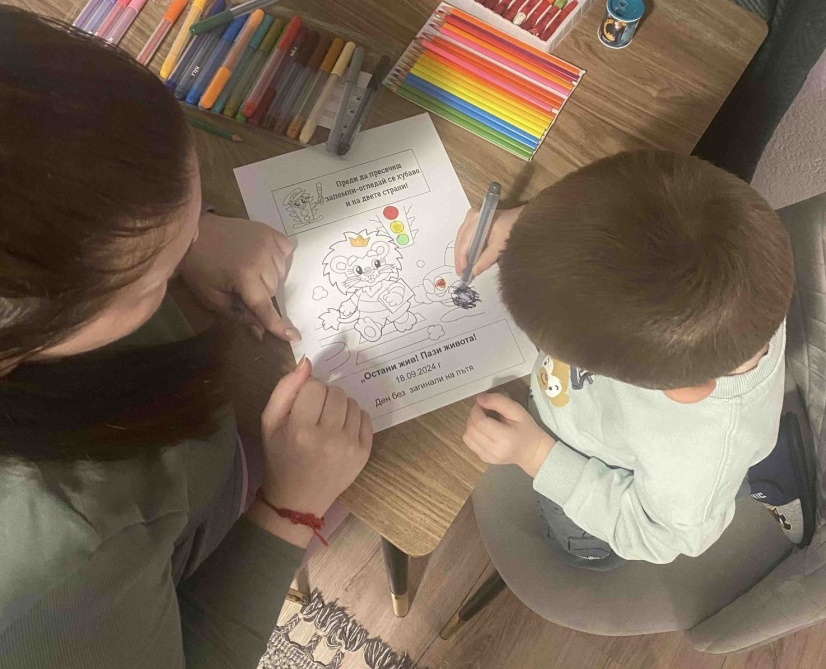 Преди да пресечеш
запомни-огледай се хубаво
и на двете страни!
„Остани жив! Пази живота!
18.09.2024 г
Ден без загинали на пътя